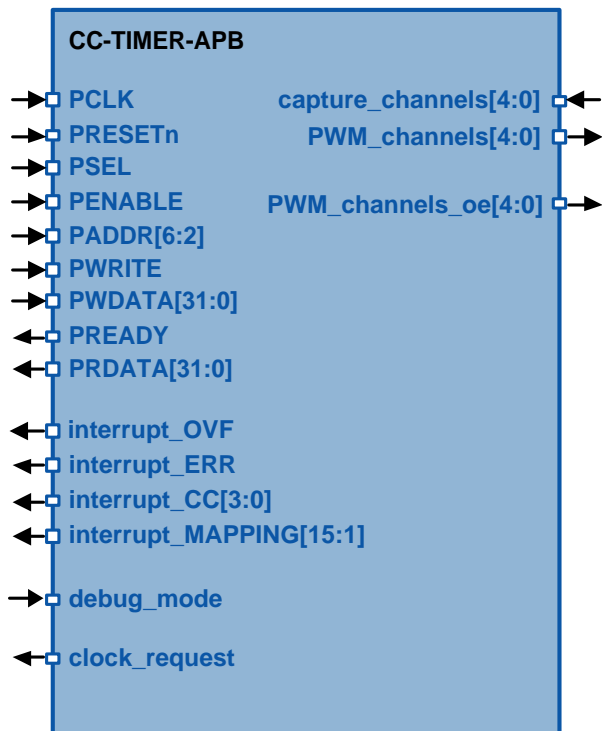 CC-TIMER-APB
PCLK capture_channels[4:0]
PRESETn PWM_channels[4:0]
PSEL
PENABLE PWM_channels_oe[4:0]
PADDR[6:2]
PWRITE
PWDATA[31:0]
PREADY
PRDATA[31:0]
interrupt_OVF
interrupt_ERR
interrupt_CC[3:0]
interrupt_MAPPING[15:1]
debug_mode
clock_request